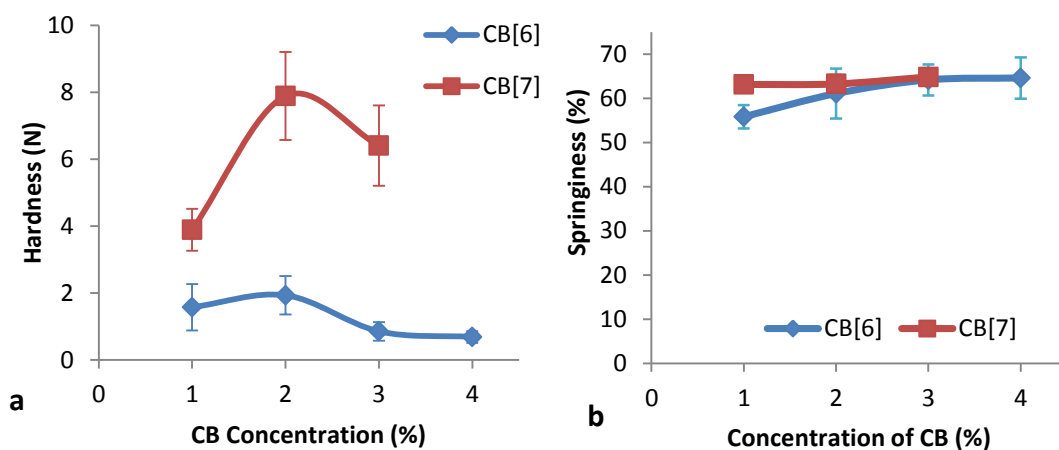 10
8
6
4
2
0
Hardness (N)
CB[6]
CB[7]
0 1 2 3 4
CB Concentration (%)
a
70
60
50
40
30
20
10
0
Springiness (%)
CB[6] CB[7]
0 1 2 3 4
Concentration of CB (%)
b